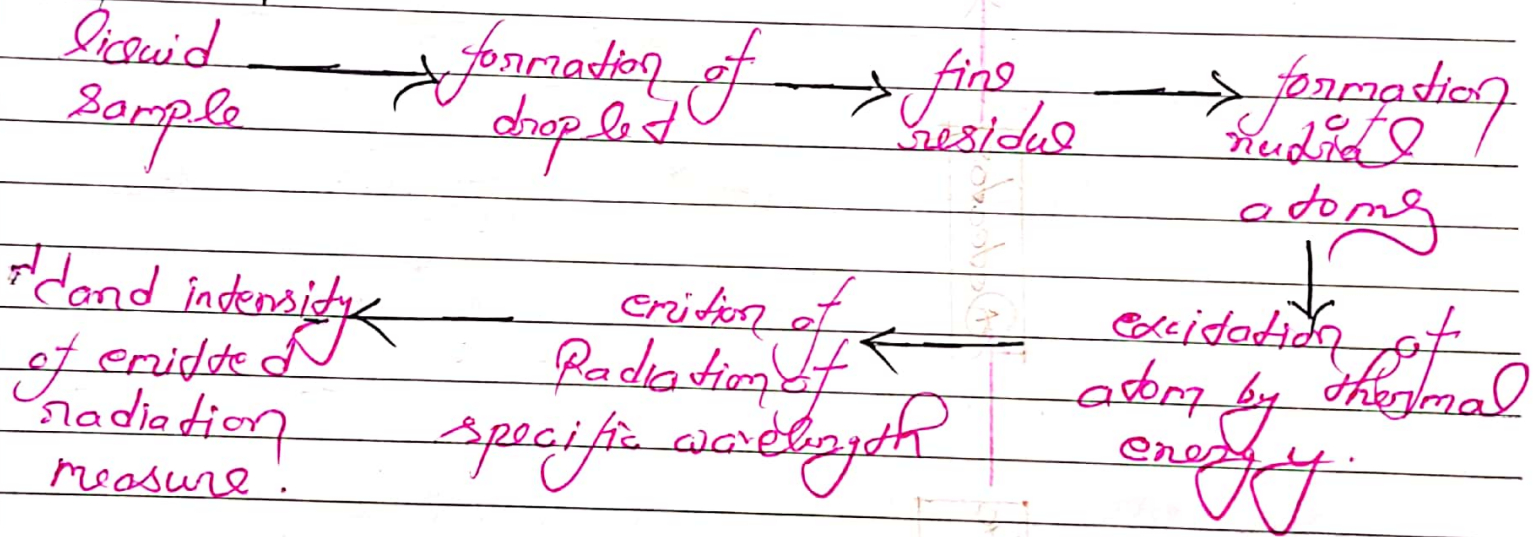 liquid
sample
formation of
droplet
fine
residue
formation
of
nutral
atoms
excitation of
atom by thermal
energy.
emition of
Radiation of
specific wavelength
and intensity
of emitted
radiation
measure.